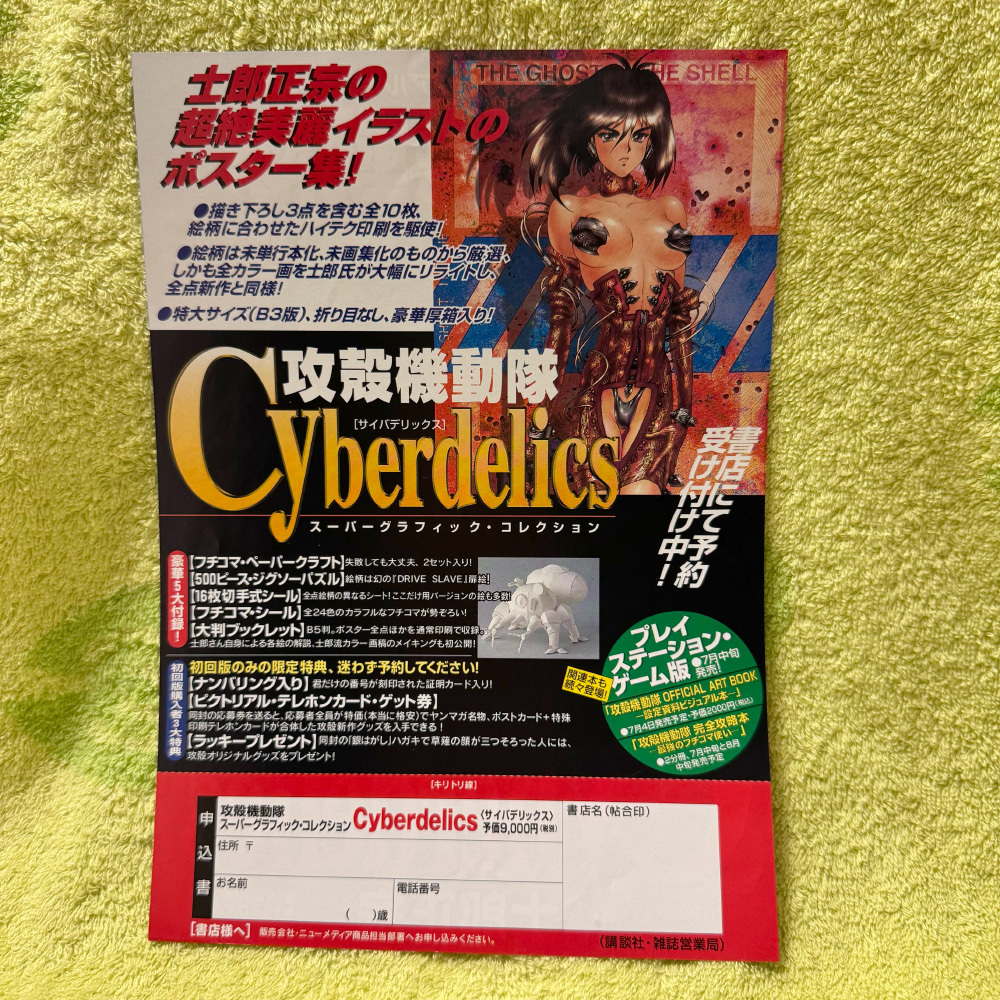 THE GHOST THE SHELL
士郎正宗の
超絶美麗イラストの
ポスター集!
●描き下ろし3点を含む全10枚、
絵柄に合わせたハイテク印刷を駆使!
●絵柄は未単行本化、未画集化のものから厳選、
しかも全カラー画を士郎氏が大幅にリライトし、
全点新作と同様!
●特大サイズ(B3版)、折り目なし、豪華厚箱入り!
攻殻機動隊
Cyberdelics
[サイバデリックス]
スーパーグラフィック・コレクション
書店にて予約
受け付け中!
豪華5大付録!
【フチコマ・ペーパークラフト】失敗しても大丈夫、2セット入り!
【500ピース・ジグソーパズル】絵柄は幻の『DRIVE SLAVE』扉絵!
【16枚切手式シール】全点絵柄の異なるシート!ここだけ用バージョンの絵も多数!
【フチコマ・シール】全24色のカラフルなフチコマが勢ぞろい!
【大判ブックレット】B5判。ポスター全点ほかを通常印刷で収録。
士郎さん自身による各絵の解説、士郎流カラー画稿のメイキングも初公開!
初回版購入者3大特典
初回版のみの限定特典、迷わず予約してください!
【ナンバリング入り】君だけの番号が刻印された証明カード入り!
【ピクトリアル・テレホンカード・ゲット券】
同封の応募券を送ると、応募者全員が特価(本当に格安)でヤンマガ名物、ポストカード+特殊
印刷テレホンカードが合体した攻殻新作グッズを入手できる!
【ラッキープレゼント】同封の「銀はがし」ハガキで草薙の顔が三つそろった人には、
攻殻オリジナルグッズをプレゼント!
関連本も
続々登場!
プレイ
ステーション・
ゲーム版●7月中旬
発売!
「攻殻機動隊 OFFICIAL ART BOOK
―設定資料ビジュアル本―」
●7月4日発売予定・予価2000円(税込)
「攻殻機動隊 完全攻略本
―最強のフチコマ使い―」
●2分冊、7月中旬と8月
中旬発売予定
[キリトリ線]
申込書
攻殻機動隊
スーパーグラフィック・コレクション Cyberdelics 〈サイバデリックス〉
予価9,000円(税別)
書店名(帖合印)
住所 〒
お名前
( )歳
電話番号
[書店様へ] 販売会社・ニューメディア商品担当部署へお申し込みください。
(講談社・雑誌営業局)